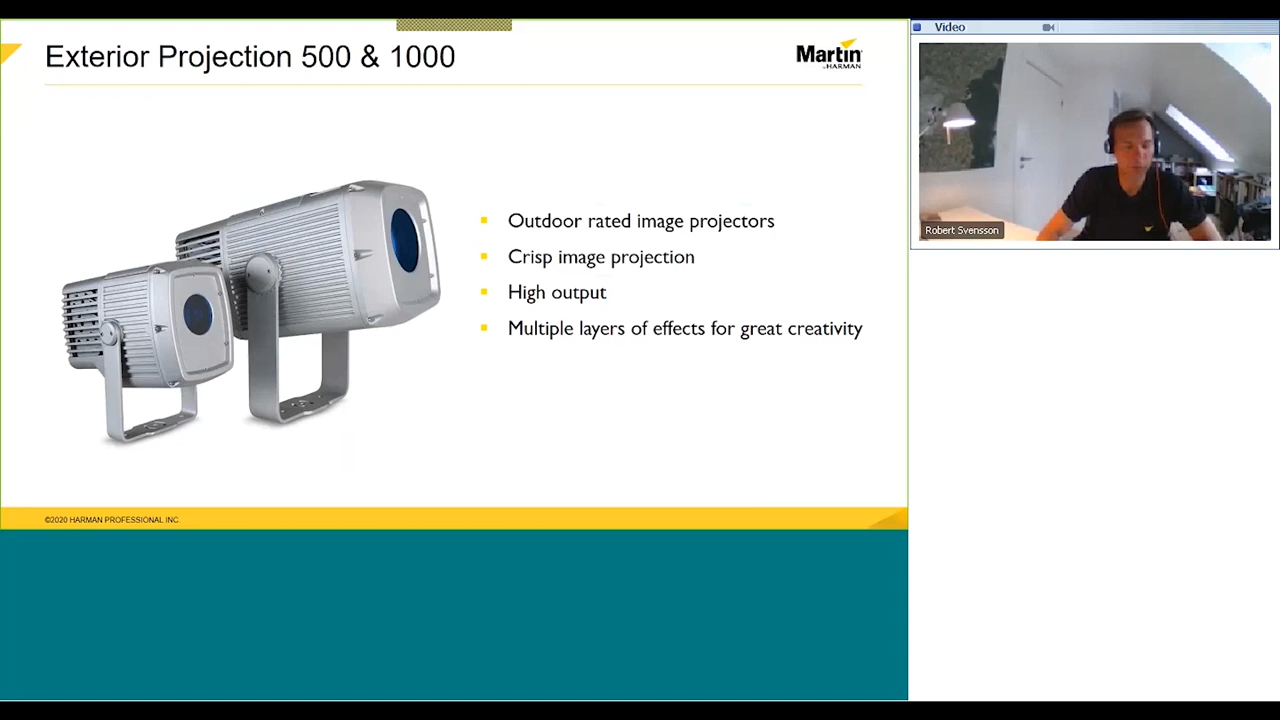 Exterior Projection 500 & 1000
Martin
by HARMAN
Outdoor rated image projectors
Crisp image projection
High output
Multiple layers of effects for great creativity
©2020 HARMAN PROFESSIONAL INC.
Video
Robert Svensson